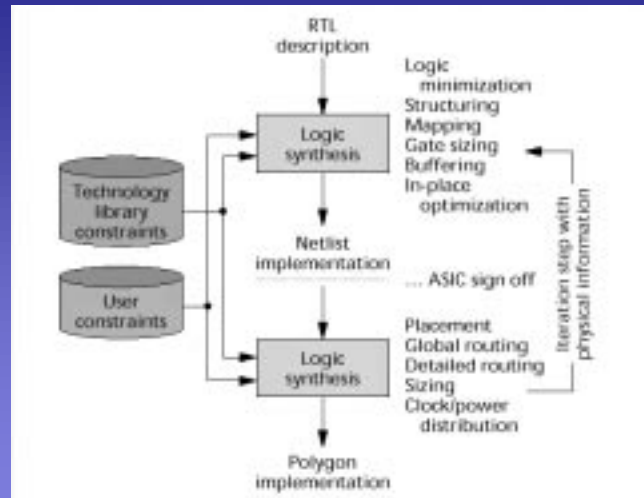 RTL
description
Logic
minimization
Structuring
Mapping
Gate sizing
Buffering
In-place
optimization
Logic
synthesis
Technology
library
constraints
Netlist
implementation
... ASIC sign off
User
constraints
Iteration step with
physical information
Logic
synthesis
Placement
Global routing
Detailed routing
Sizing
Clock/power
distribution
Polygon
implementation